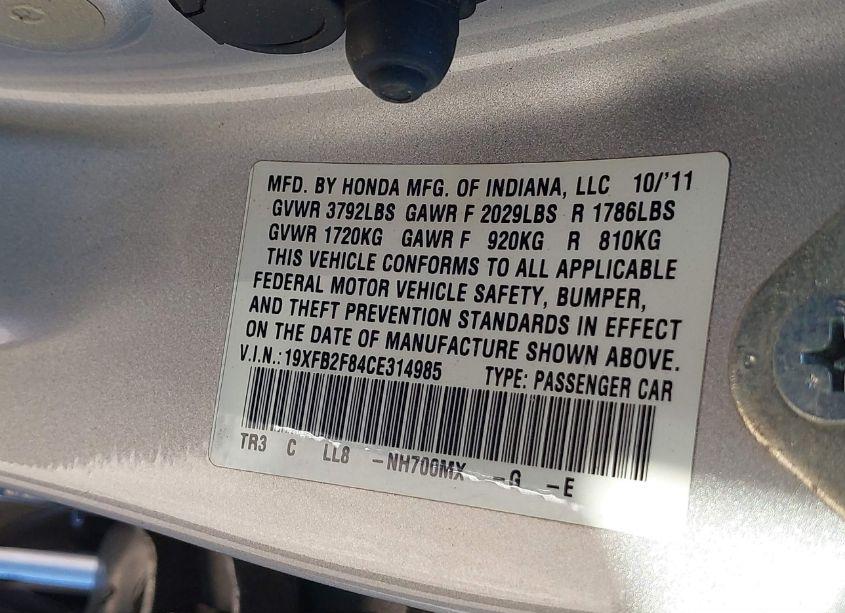 MFD. BY HONDA MFG. OF INDIANA, LLC 10/'11
GVWR 3792LBS GAWR F 2029LBS R 1786LBS
GVWR 1720KG GAWR F 920KG R 810KG
THIS VEHICLE CONFORMS TO ALL APPLICABLE
FEDERAL MOTOR VEHICLE SAFETY, BUMPER,
AND THEFT PREVENTION STANDARDS IN EFFECT
ON THE DATE OF MANUFACTURE SHOWN ABOVE.
V.I.N.:19XFB2F84CE314985 TYPE: PASSENGER CAR
TR3 C LL8 -NH700MX -G -E